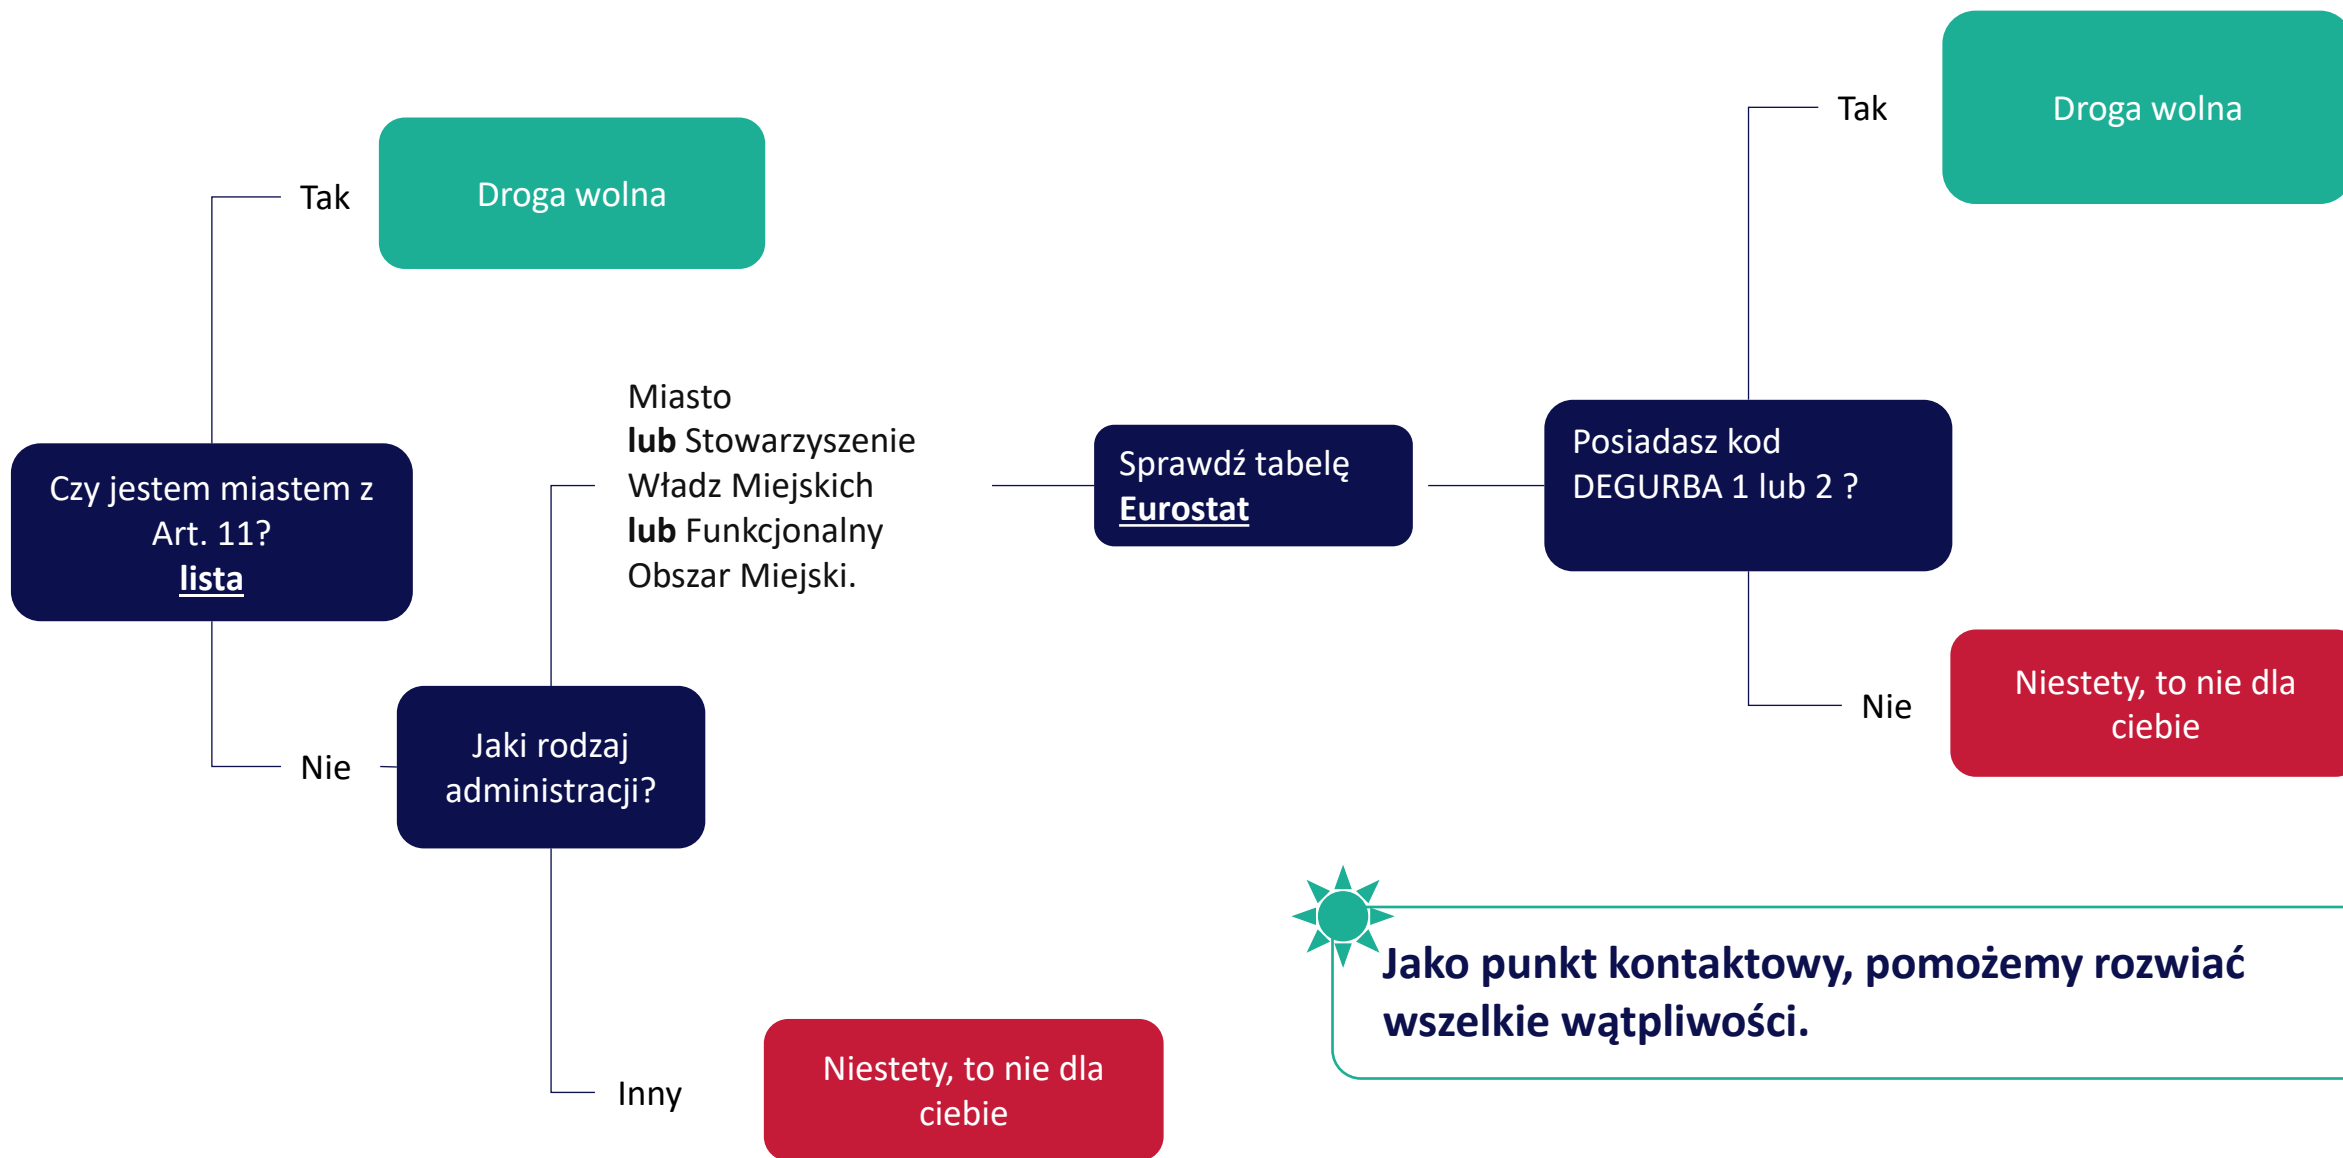 Czy jestem miastem z
Art. 11?
lista
Tak
Droga wolna
Nie
Jaki rodzaj
administracji?
Miasto
lub Stowarzyszenie
Władz Miejskich
lub Funkcjonalny
Obszar Miejski.
Inny
Niestety, to nie dla
ciebie
Sprawdź tabelę
Eurostat
Posiadasz kod
DEGURBA 1 lub 2 ?
Tak
Droga wolna
Nie
Niestety, to nie dla
ciebie
Jako punkt kontaktowy, pomożemy rozwiać
wszelkie wątpliwości.